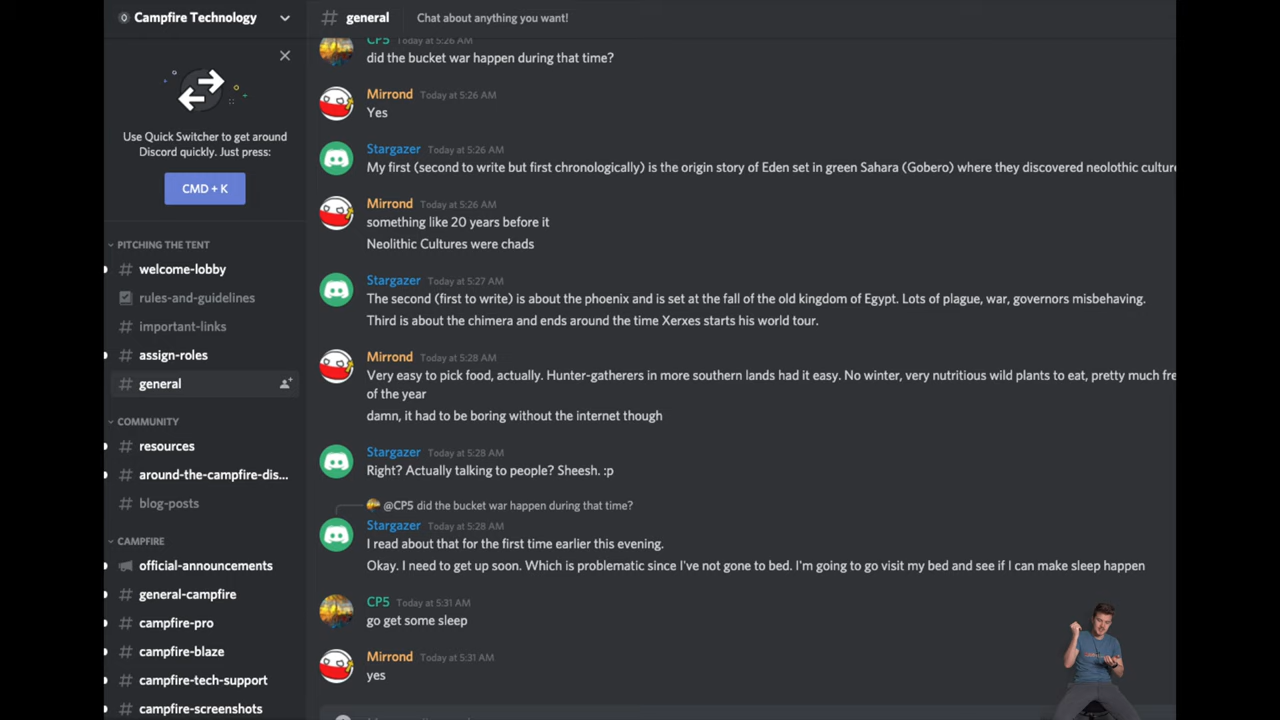 Campfire Technology
Use Quick Switcher to get around
Discord quickly. Just press:
CMD + K
PITCHING THE TENT
# welcome-lobby
rules-and-guidelines
# important-links
# assign-roles
# general
COMMUNITY
# resources
# around-the-campfire-dis...
# blog-posts
CAMPFIRE
official-announcements
# general-campfire
# campfire-pro
# campfire-blaze
# campfire-tech-support
# campfire-screenshots
# general Chat about anything you want!
CP5 Today at 5:26 AM
did the bucket war happen during that time?
Mirrond Today at 5:26 AM
Yes
Stargazer Today at 5:26 AM
My first (second to write but first chronologically) is the origin story of Eden set in green Sahara (Gobero) where they discovered neolithic culture
Mirrond Today at 5:26 AM
something like 20 years before it
Neolithic Cultures were chads
Stargazer Today at 5:27 AM
The second (first to write) is about the phoenix and is set at the fall of the old kingdom of Egypt. Lots of plague, war, governors misbehaving.
Third is about the chimera and ends around the time Xerxes starts his world tour.
Mirrond Today at 5:28 AM
Very easy to pick food, actually. Hunter-gatherers in more southern lands had it easy. No winter, very nutritious wild plants to eat, pretty much fre
of the year
damn, it had to be boring without the internet though
Stargazer Today at 5:28 AM
Right? Actually talking to people? Sheesh. :p
@CP5 did the bucket war happen during that time?
Stargazer Today at 5:28 AM
I read about that for the first time earlier this evening.
Okay. I need to get up soon. Which is problematic since I've not gone to bed. I'm going to go visit my bed and see if I can make sleep happen
CP5 Today at 5:31 AM
go get some sleep
Mirrond Today at 5:31 AM
yes